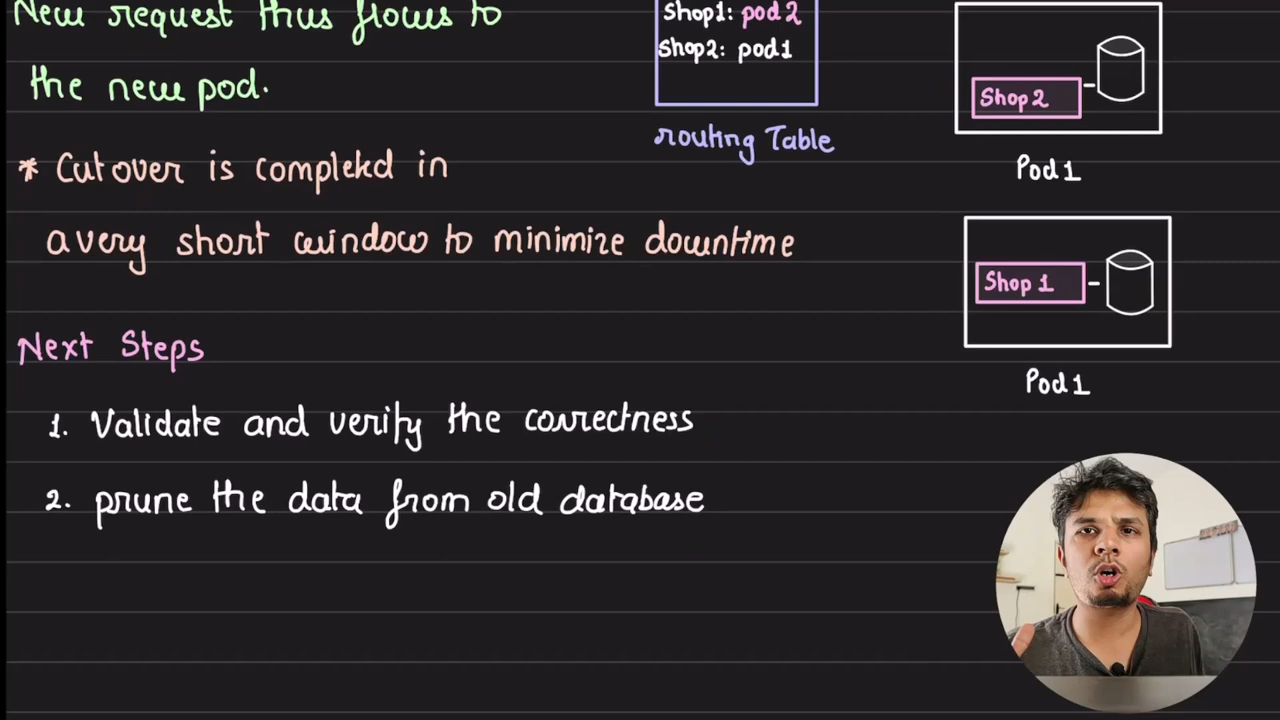 New request thus flows to
the new pod.
* Cutover is completed in
a very short window to minimize downtime
Next Steps
1. Validate and verify the correctness
2. prune the data from old database
Shop1: pod2
Shop2: pod1
routing Table
Shop 2
Pod 1
Shop 1
Pod 1